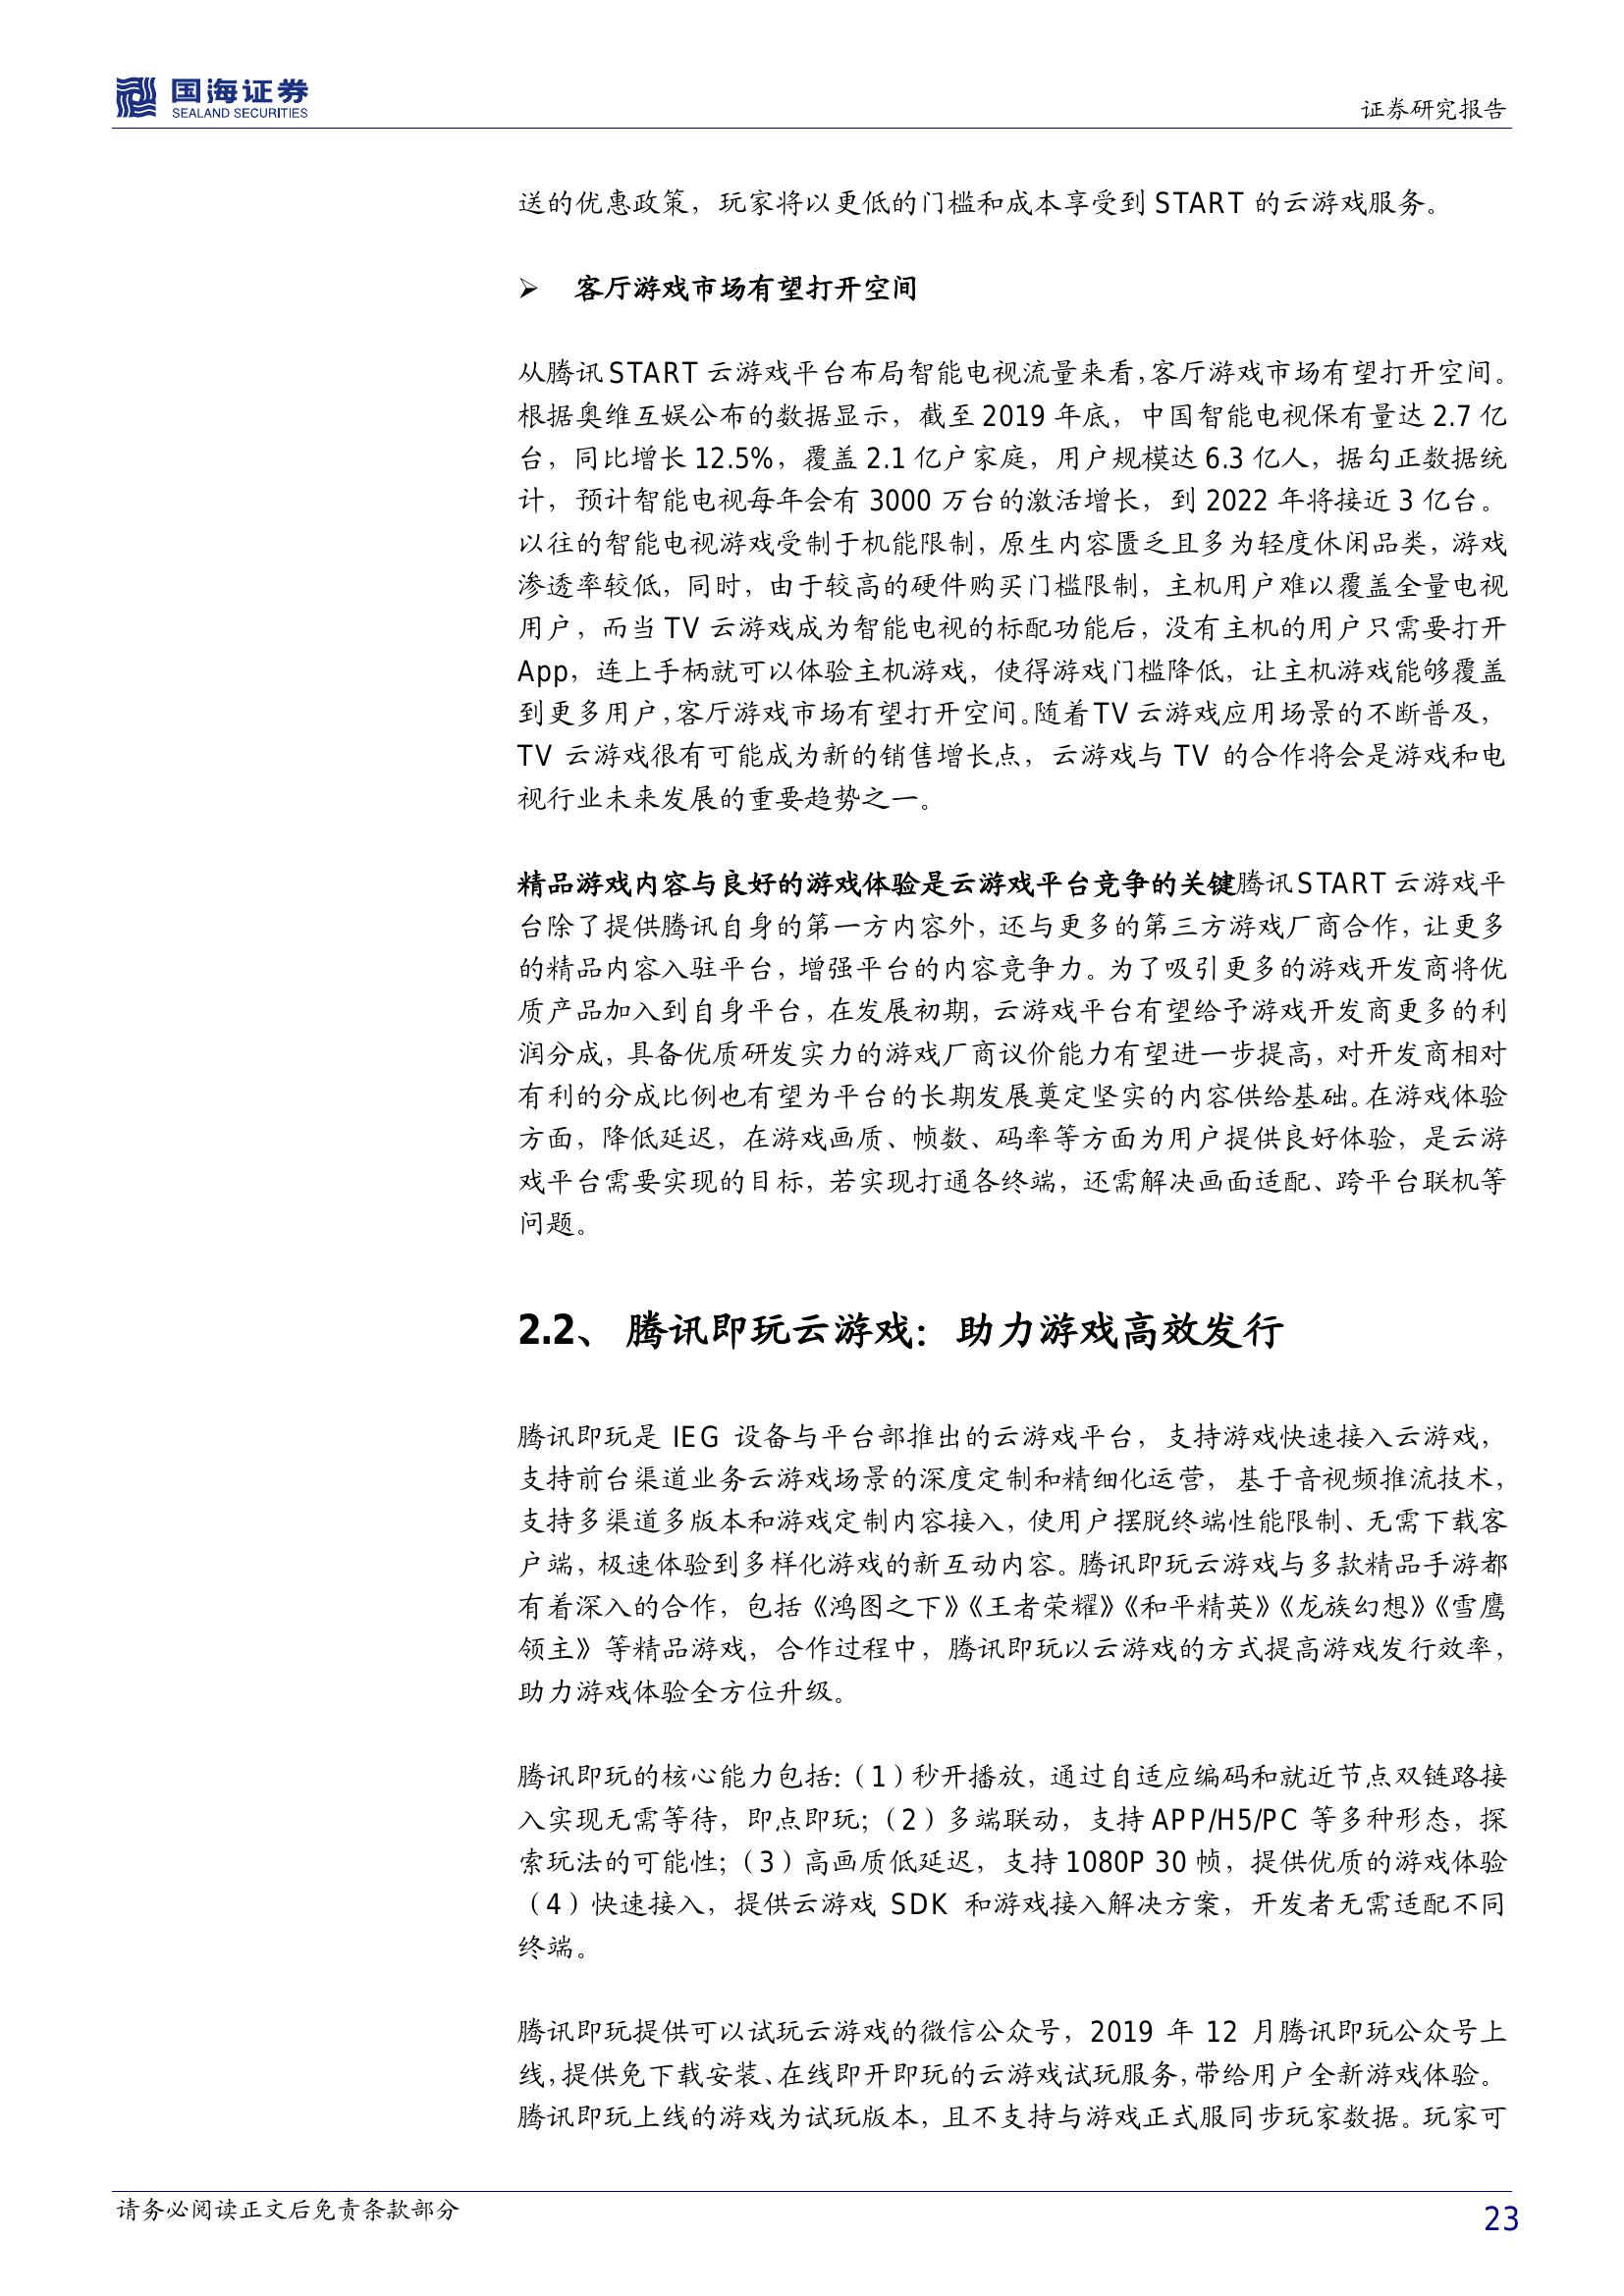 国海证券
SEALAND SECURITIES
证券研究报告
送的优惠政策，玩家将以更低的门槛和成本享受到 START 的云游戏服务。
➢ 客厅游戏市场有望打开空间
从腾讯 START 云游戏平台布局智能电视流量来看，客厅游戏市场有望打开空间。
根据奥维互娱公布的数据显示，截至 2019 年底，中国智能电视保有量达 2.7 亿
台，同比增长 12.5%，覆盖 2.1 亿户家庭，用户规模达 6.3 亿人，据勾正数据统
计，预计智能电视每年会有 3000 万台的激活增长，到 2022 年将接近 3 亿台。
以往的智能电视游戏受制于机能限制，原生内容匮乏且多为轻度休闲品类，游戏
渗透率较低，同时，由于较高的硬件购买门槛限制，主机用户难以覆盖全量电视
用户，而当 TV 云游戏成为智能电视的标配功能后，没有主机的用户只需要打开
App，连上手柄就可以体验主机游戏，使得游戏门槛降低，让主机游戏能够覆盖
到更多用户，客厅游戏市场有望打开空间。随着 TV 云游戏应用场景的不断普及，
TV 云游戏很有可能成为新的销售增长点，云游戏与 TV 的合作将会是游戏和电
视行业未来发展的重要趋势之一。
精品游戏内容与良好的游戏体验是云游戏平台竞争的关键腾讯 START 云游戏平
台除了提供腾讯自身的第一方内容外，还与更多的第三方游戏厂商合作，让更多
的精品内容入驻平台，增强平台的内容竞争力。为了吸引更多的游戏开发商将优
质产品加入到自身平台，在发展初期，云游戏平台有望给予游戏开发商更多的利
润分成，具备优质研发实力的游戏厂商议价能力有望进一步提高，对开发商相对
有利的分成比例也有望为平台的长期发展奠定坚实的内容供给基础。在游戏体验
方面，降低延迟，在游戏画质、帧数、码率等方面为用户提供良好体验，是云游
戏平台需要实现的目标，若实现打通各终端，还需解决画面适配、跨平台联机等
问题。
2.2、 腾讯即玩云游戏：助力游戏高效发行
腾讯即玩是 IEG 设备与平台部推出的云游戏平台，支持游戏快速接入云游戏，
支持前台渠道业务云游戏场景的深度定制和精细化运营，基于音视频推流技术，
支持多渠道多版本和游戏定制内容接入，使用户摆脱终端性能限制、无需下载客
户端，极速体验到多样化游戏的新互动内容。腾讯即玩云游戏与多款精品手游都
有着深入的合作，包括《鸿图之下》《王者荣耀》《和平精英》《龙族幻想》《雪鹰
领主》等精品游戏，合作过程中，腾讯即玩以云游戏的方式提高游戏发行效率，
助力游戏体验全方位升级。
腾讯即玩的核心能力包括：（1）秒开播放，通过自适应编码和就近节点双链路接
入实现无需等待，即点即玩；（2）多端联动，支持 APP/H5/PC 等多种形态，探
索玩法的可能性；（3）高画质低延迟，支持 1080P 30 帧，提供优质的游戏体验
（4）快速接入，提供云游戏 SDK 和游戏接入解决方案，开发者无需适配不同
终端。
腾讯即玩提供可以试玩云游戏的微信公众号，2019 年 12 月腾讯即玩公众号上
线，提供免下载安装、在线即开即玩的云游戏试玩服务，带给用户全新游戏体验。
腾讯即玩上线的游戏为试玩版本，且不支持与游戏正式服同步玩家数据。玩家可
请务必阅读正文后免责条款部分
23